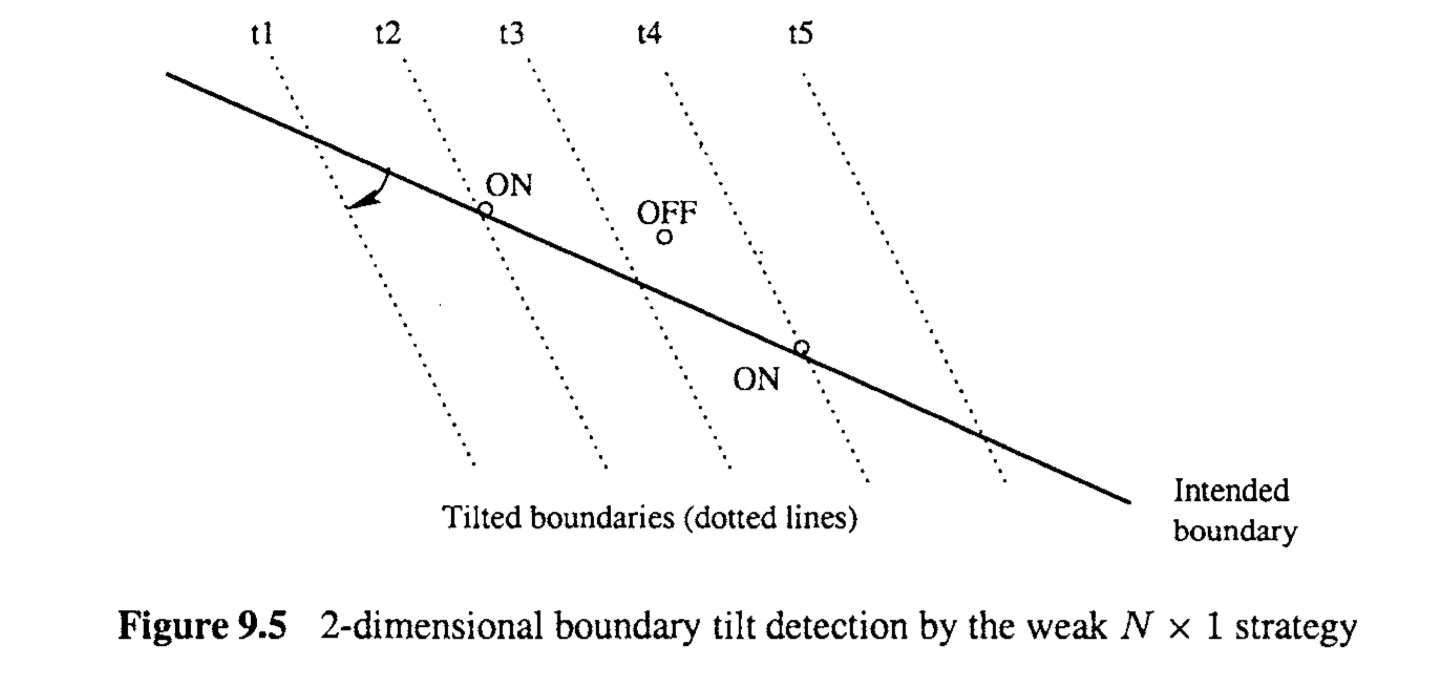 t1 t2 t3 t4 t5
ON
OFF
ON
Intended
boundary
Tilted boundaries (dotted lines)
Figure 9.5 2-dimensional boundary tilt detection by the weak N × 1 strategy